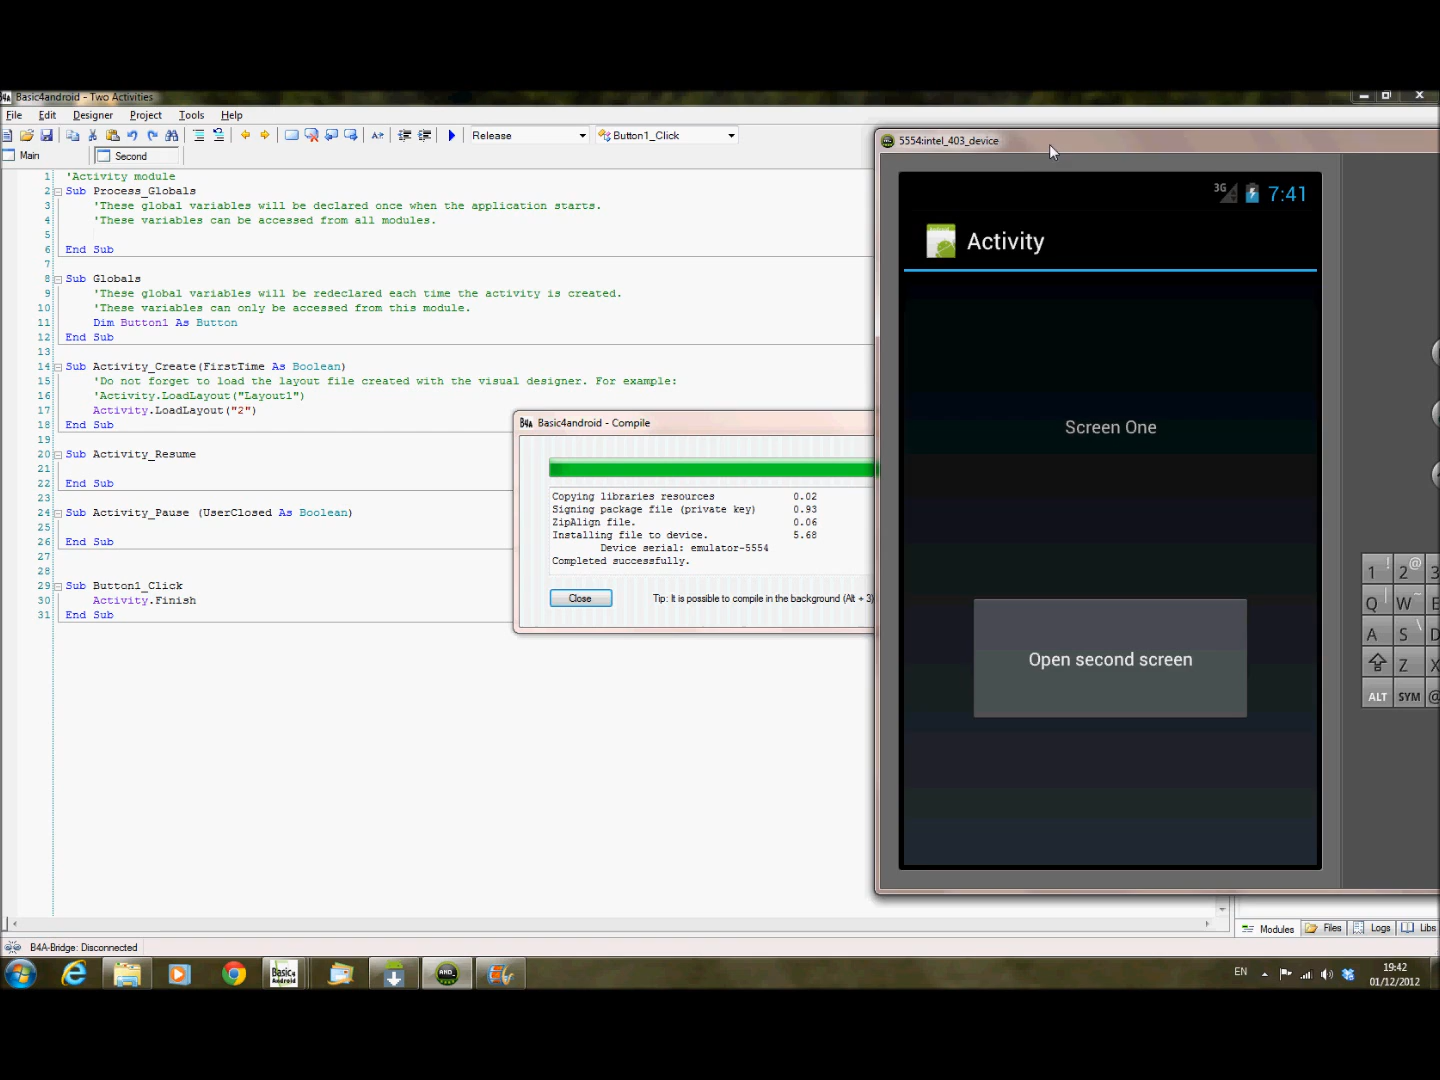 B4A Basic4android - Two Activities
File Edit Designer Project Tools Help
Release Button1_Click
Main Second
1 'Activity module
2 Sub Process_Globals
3 'These global variables will be declared once when the application starts.
4 'These variables can be accessed from all modules.
5
6 End Sub
7
8 Sub Globals
9 'These global variables will be redeclared each time the activity is created.
10 'These variables can only be accessed from this module.
11 Dim Button1 As Button
12 End Sub
13
14 Sub Activity_Create(FirstTime As Boolean)
15 'Do not forget to load the layout file created with the visual designer. For example:
16 'Activity.LoadLayout("Layout1")
17 Activity.LoadLayout("2")
18 End Sub
19
20 Sub Activity_Resume
21
22 End Sub
23
24 Sub Activity_Pause (UserClosed As Boolean)
25
26 End Sub
27
28
29 Sub Button1_Click
30 Activity.Finish
31 End Sub
B4A Basic4android - Compile
Copying libraries resources 0.02
Signing package file (private key) 0.93
ZipAlign file. 0.06
Installing file to device. 5.68
Device serial: emulator-5554
Completed successfully.
Close Tip: It is possible to compile in the background (Alt + 3)
5554:intel_403_device
3G 7:41
Activity
Screen One
Open second screen
1 ! 2 @ 3
Q | W ~ E
A S \ D
Z X
ALT SYM @
Modules Files Logs Libs
B4A-Bridge: Disconnected
Basic4 Android
EN 19:42
01/12/2012